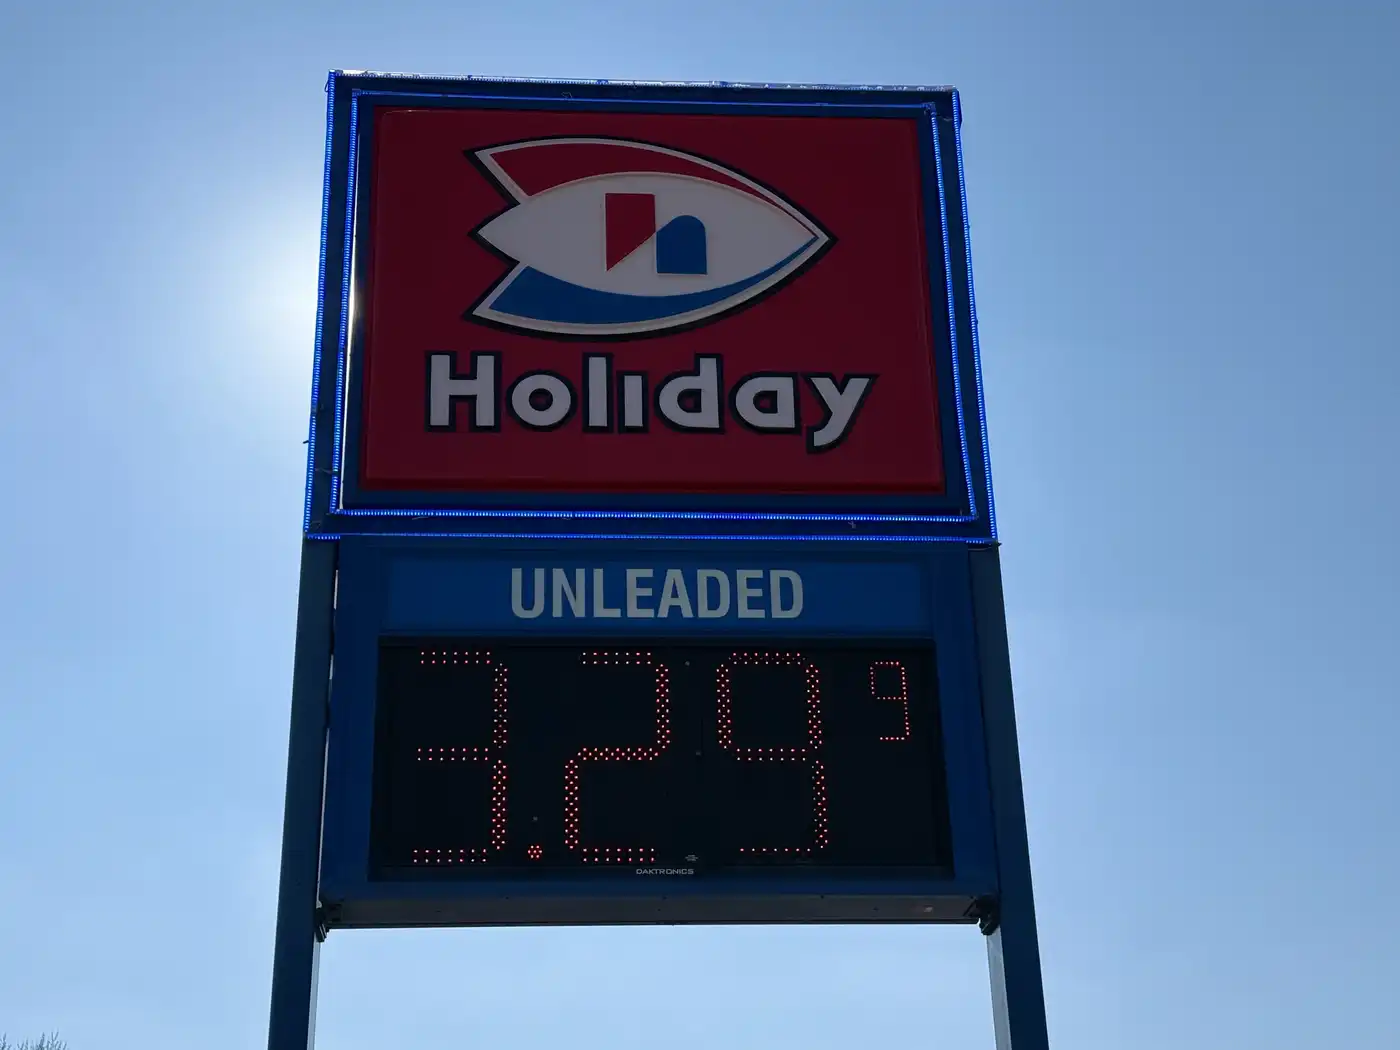 h
Holiday
UNLEADED
3.29 9
DAKTRONICS